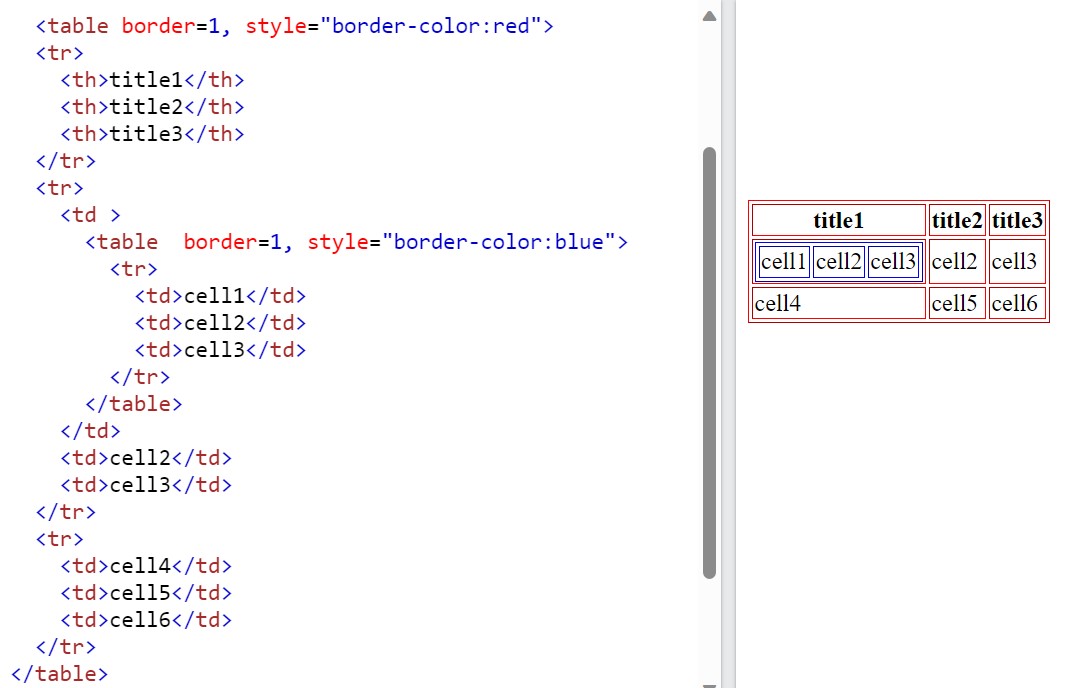 <table border=1, style="border-color:red">
<tr>
<th>title1</th>
<th>title2</th>
<th>title3</th>
</tr>
<tr>
<td >
<table  border=1, style="border-color:blue">
<tr>
<td>cell1</td>
<td>cell2</td>
<td>cell3</td>
</tr>
</table>
</td>
<td>cell2</td>
<td>cell3</td>
</tr>
<tr>
<td>cell4</td>
<td>cell5</td>
<td>cell6</td>
</tr>
</table>
title1 title2 title3
cell1 cell2 cell3 cell2 cell3
cell4 cell5 cell6